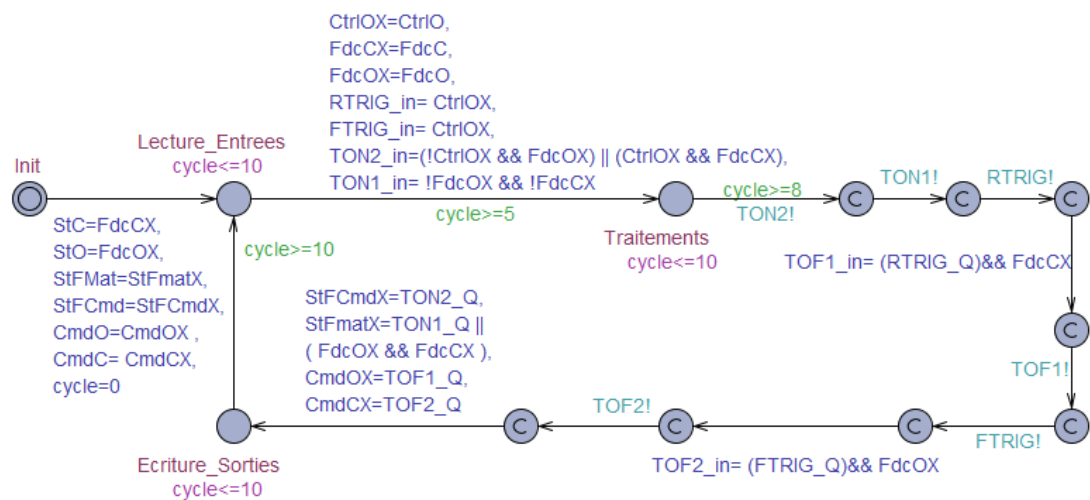 CtrlOX=CtrlO,
FdcCX=FdcC,
FdcOX=FdcO,
RTRIG_in= CtrlOX,
FTRIG_in= CtrlOX,
TON2_in=(!CtrlOX && FdcOX) || (CtrlOX && FdcCX),
TON1_in= !FdcOX && !FdcCX
Lecture_Entrees
cycle<=10
Init
cycle>=5
cycle>=8
TON2!
TON1!
RTRIG!
C
C
C
Traitements
cycle<=10
StC=FdcCX,
StO=FdcOX,
StFMat=StFmatX,
StFCmd=StFCmdX,
CmdO=CmdOX ,
CmdC= CmdCX,
cycle=0
cycle>=10
TOF1_in= (RTRIG_Q)&& FdcCX
C
TOF1!
StFCmdX=TON2_Q,
StFmatX=TON1_Q ||
( FdcOX && FdcCX ),
CmdOX=TOF1_Q,
CmdCX=TOF2_Q
TOF2!
FTRIG!
C
C
C
C
TOF2_in= (FTRIG_Q)&& FdcOX
Ecriture_Sorties
cycle<=10